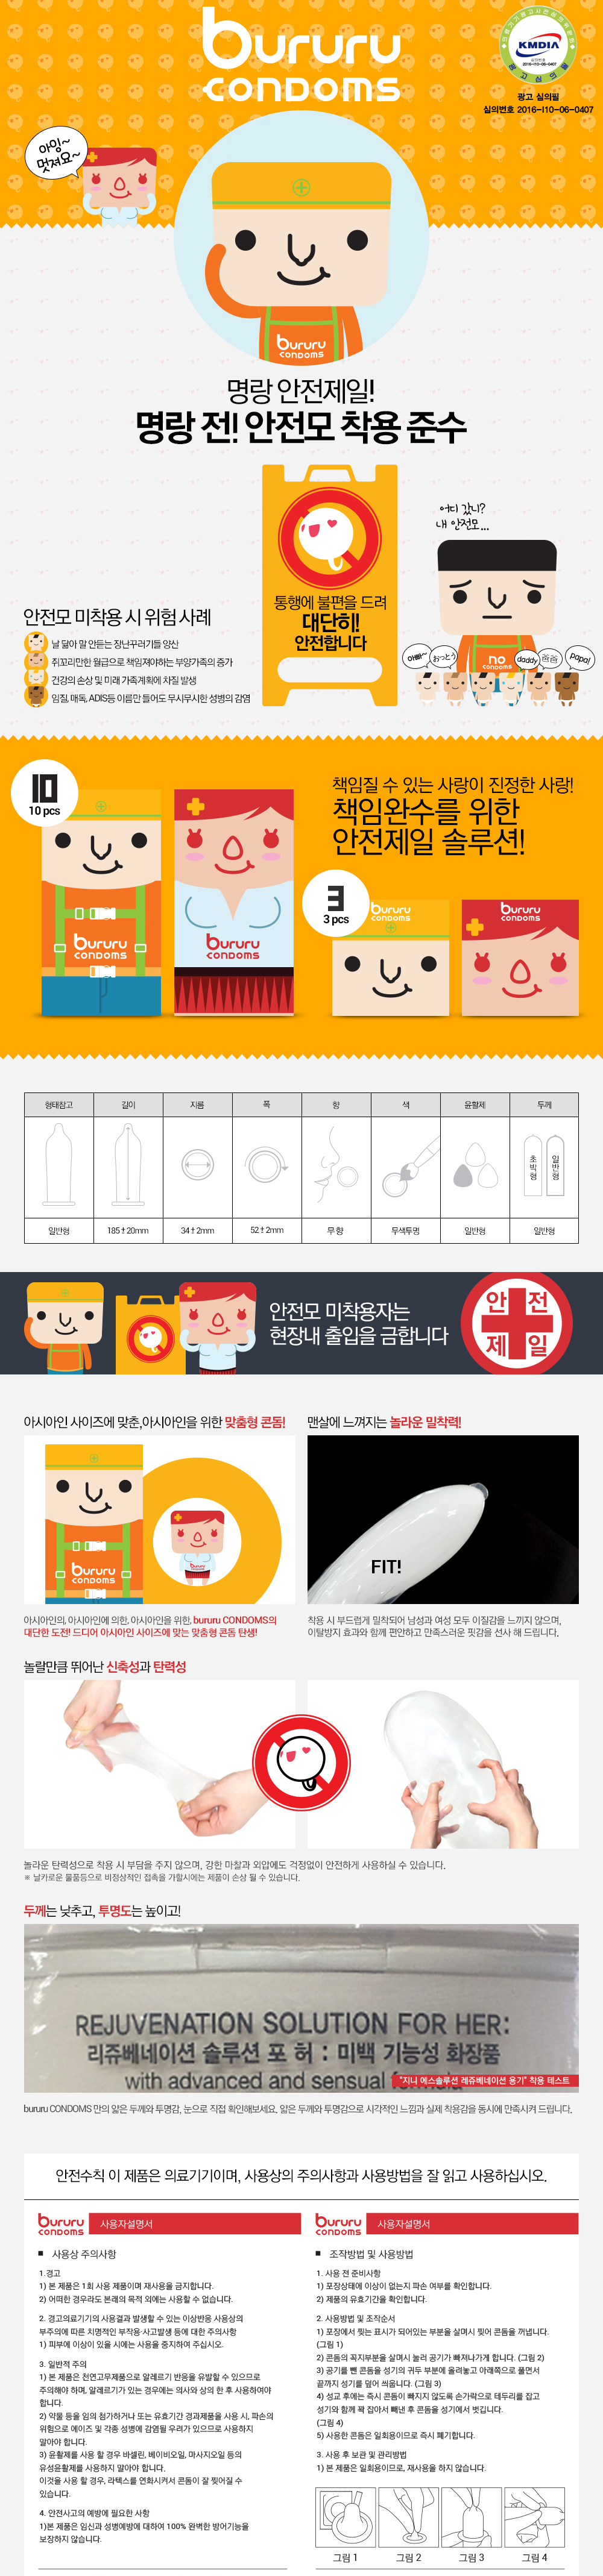 bururu
CONDOMS
KMDIA
심의번호
2016-I10-06-0407
광고심의필
광고 심의필
심의번호 2016-I10-06-0407
아잉~
멋져요~
bururu
CONDOMS
명랑 안전제일!
명랑 전! 안전모 착용 준수
통행에 불편을 드려
대단히!
안전합니다
어디 갔니?
내 안전모...
안전모 미착용 시 위험 사례
날 닮아 말 안듣는 장난꾸러기들 양산
쥐꼬리만한 월급으로 책임져야하는 부양가족의 증가
건강의 손상 및 미래 가족계획에 차질 발생
임질, 매독, ADIS등 이름만 들어도 무시무시한 성병의 감염
no
CONDOMS
아빠~
おっとう
daddy
爸爸
papa!
10
10 pcs
책임질 수 있는 사랑이 진정한 사랑!
책임완수를 위한
안전제일 솔루션!
3
3 pcs
bururu
CONDOMS
bururu
CONDOMS
bururu
CONDOMS
bururu
CONDOMS
형태참고 길이 지름 폭 향 색 윤활제 두께
초박형 일반형
일반형 185±20mm 34±2mm 52±2mm 무향 무색투명 일반형 일반형
안전모 미착용자는
현장내 출입을 금합니다
안전
제일
아시아인 사이즈에 맞춘,아시아인을 위한 맞춤형 콘돔!
bururu
CONDOMS
아시아인의, 아시아인에 의한, 아시아인을 위한, bururu CONDOMS의
대단한 도전! 드디어 아시아인 사이즈에 맞는 맞춤형 콘돔 탄생!
맨살에 느껴지는 놀라운 밀착력!
FIT!
착용 시 부드럽게 밀착되어 남성과 여성 모두 이질감을 느끼지 않으며,
이탈방지 효과와 함께 편안하고 만족스러운 핏감을 선사 해 드립니다.
놀랄만큼 뛰어난 신축성과 탄력성
놀라운 탄력성으로 착용 시 부담을 주지 않으며, 강한 마찰과 외압에도 걱정없이 안전하게 사용하실 수 있습니다.
※ 날카로운 물품등으로 비정상적인 접촉을 가할시에는 제품이 손상 될 수 있습니다.
두께는 낮추고, 투명도는 높이고!
REJUVENATION SOLUTION FOR HER:
리쥬베네이션 솔루션 포 허 : 미백 기능성 화장품
with advanced and sensual formula
"지니 에스솔루션 레쥬베네이션 용기" 착용 테스트
bururu CONDOMS 만의 얇은 두께와 투명감, 눈으로 직접 확인해보세요. 얇은 두께와 투명감으로 시각적인 느낌과 실제 착용감을 동시에 만족시켜 드립니다.
안전수칙 이 제품은 의료기기이며, 사용상의 주의사항과 사용방법을 잘 읽고 사용하십시오.
bururu
CONDOMS
사용자설명서
■ 사용상 주의사항
1.경고
1) 본 제품은 1회 사용 제품이며 재사용을 금지합니다.
2) 어떠한 경우라도 본래의 목적 외에는 사용할 수 없습니다.
2. 경고의료기기의 사용결과 발생할 수 있는 이상반응 사용상의
부주의에 따른 치명적인 부작용·사고발생 등에 대한 주의사항
1) 피부에 이상이 있을 시에는 사용을 중지하여 주십시오.
3. 일반적 주의
1) 본 제품은 천연고무제품으로 알레르기 반응을 유발할 수 있으므로
주의해야 하며, 알레르기가 있는 경우에는 의사와 상의 한 후 사용하여야
합니다.
2) 약물 등을 임의 첨가하거나 또는 유효기간 경과제품을 사용 시, 파손의
위험으로 에이즈 및 각종 성병에 감염될 우려가 있으므로 사용하지
말아야 합니다.
3) 윤활제를 사용 할 경우 바셀린, 베이비오일, 마사지오일 등의
유성윤활제를 사용하지 말아야 합니다.
이것을 사용 할 경우, 라텍스를 연화시켜서 콘돔이 잘 찢어질 수
있습니다.
4. 안전사고의 예방에 필요한 사항
1)본 제품은 임신과 성병예방에 대하여 100% 완벽한 방어기능을
보장하지 않습니다.
bururu
CONDOMS
사용자설명서
■ 조작방법 및 사용방법
1. 사용 전 준비사항
1) 포장상태에 이상이 없는지 파손 여부를 확인합니다.
2) 제품의 유효기간을 확인합니다.
2. 사용방법 및 조작순서
1) 포장에서 찢는 표시가 되어있는 부분을 살며시 찢어 콘돔을 꺼냅니다.
(그림 1)
2) 콘돔의 꼭지부분을 살며시 눌러 공기가 빠져나가게 합니다. (그림 2)
3) 공기를 뺀 콘돔을 성기의 귀두 부분에 올려놓고 아래쪽으로 풀면서
끝까지 성기를 덮어 씌웁니다. (그림 3)
4) 성교 후에는 즉시 콘돔이 빠지지 않도록 손가락으로 테두리를 잡고
성기와 함께 꽉 잡아서 빼낸 후 콘돔을 성기에서 벗깁니다.
(그림 4)
5) 사용한 콘돔은 일회용이므로 즉시 폐기합니다.
3. 사용 후 보관 및 관리방법
1) 본 제품은 일회용이므로, 재사용을 하지 않습니다.
그림 1 그림 2 그림 3 그림 4